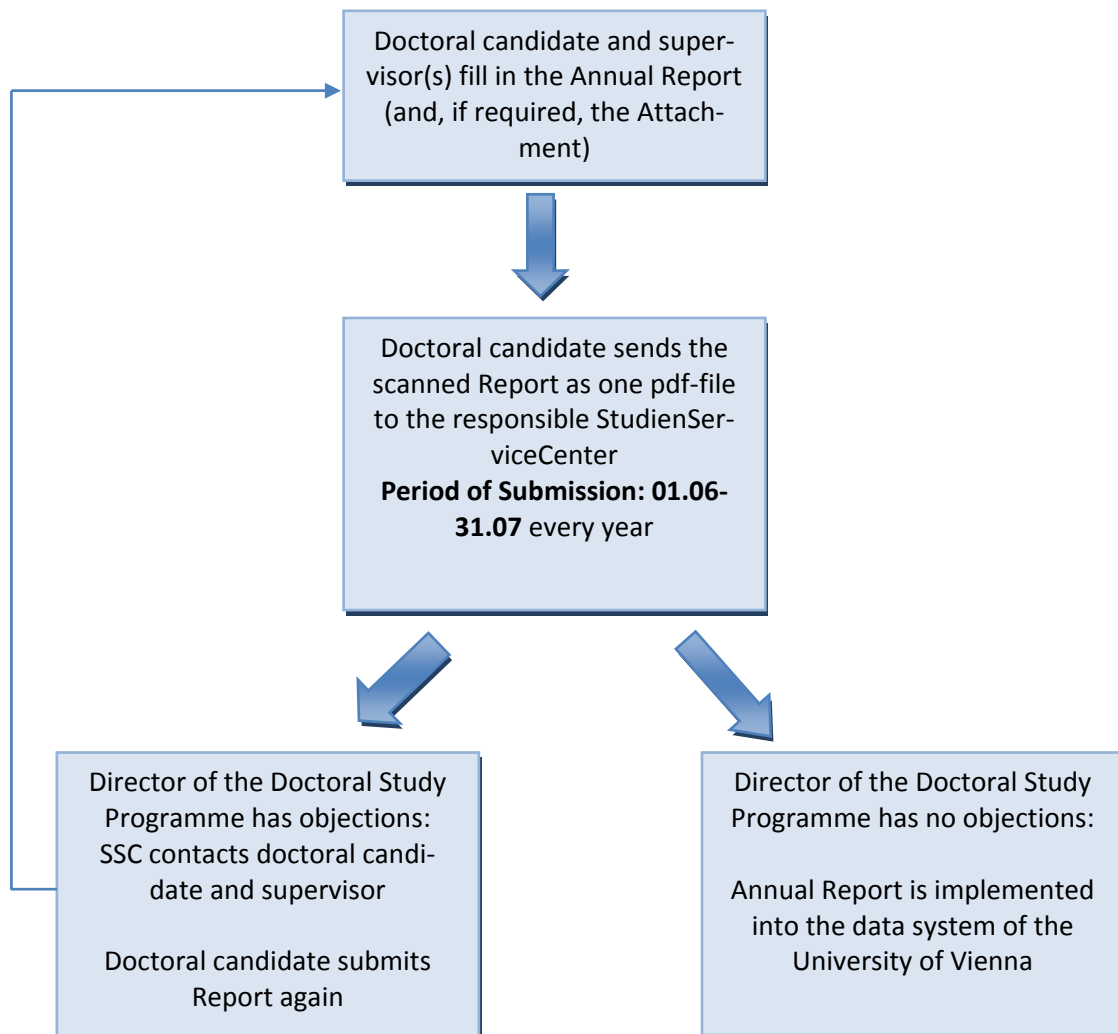 Doctoral candidate and super-
visor(s) fill in the Annual Report
(and, if required, the Attach-
ment)
Doctoral candidate sends the
scanned Report as one pdf-file
to the responsible StudienSer-
viceCenter
Period of Submission: 01.06-
31.07 every year
Director of the Doctoral Study
Programme has objections:
SSC contacts doctoral candi-
date and supervisor
Doctoral candidate submits
Report again
Director of the Doctoral Study
Programme has no objections:
Annual Report is implemented
into the data system of the
University of Vienna